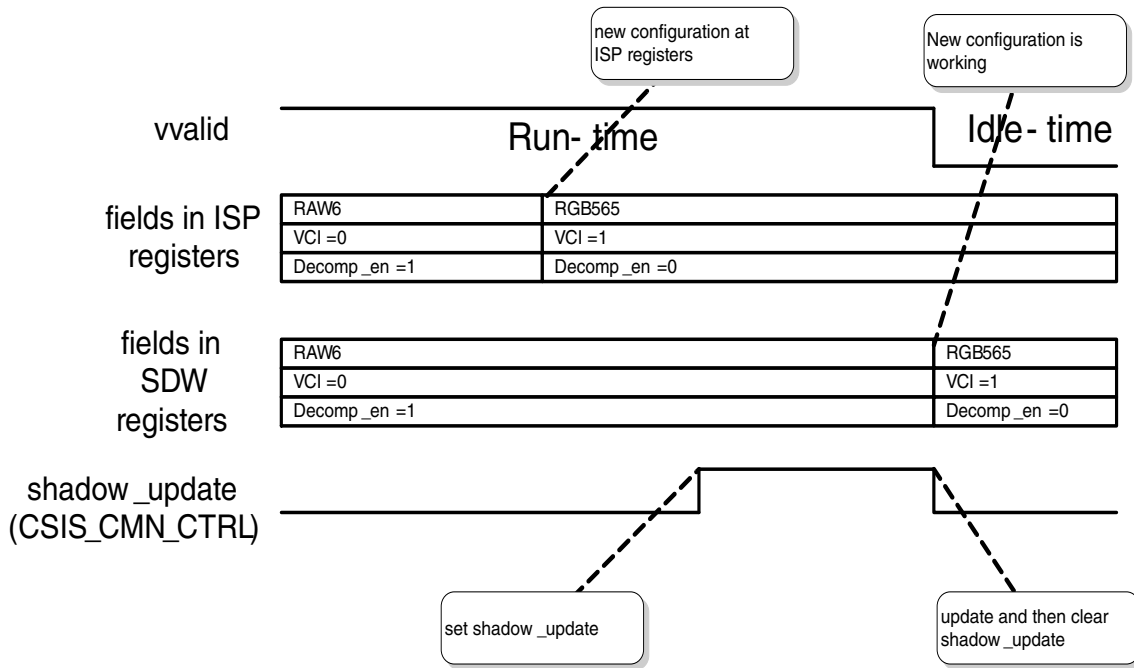 new configuration at
ISP registers
New configuration is
working
vvalid
Run- time
Idle- time
fields in ISP
registers
RAW6
RGB565
VCI =0
VCI =1
Decomp _en =1
Decomp _en =0
fields in
SDW
registers
RAW6
RGB565
VCI =0
VCI =1
Decomp _en =1
Decomp _en =0
shadow _update
(CSIS_CMN_CTRL)
set shadow _update
update and then clear
shadow _update